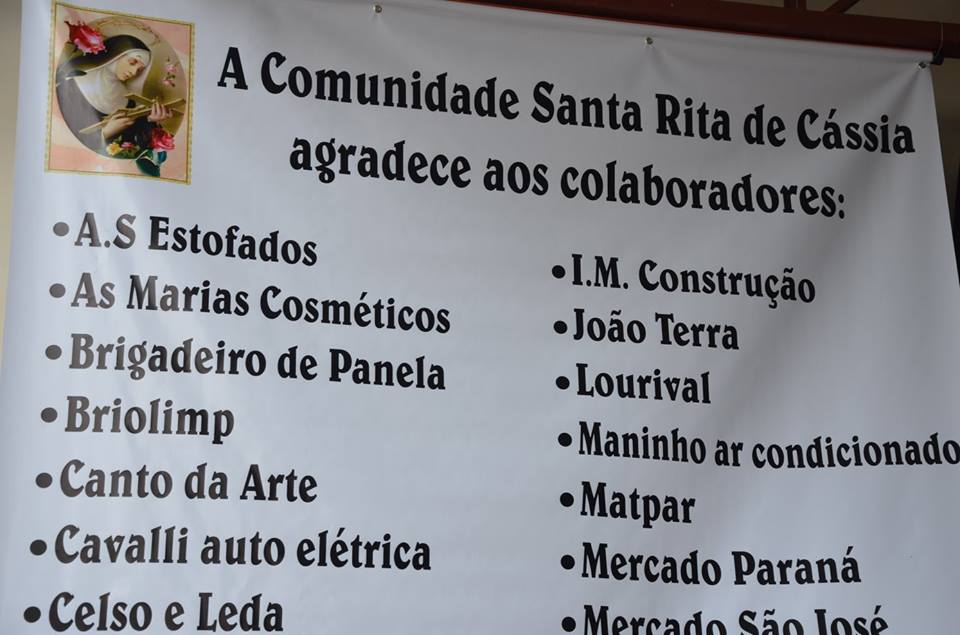 A Comunidade Santa Rita de Cássia
agradece aos colaboradores:
•A.S Estofados
•As Marias Cosméticos
•Brigadeiro de Panela
•Briolimp
•Canto da Arte
•Cavalli auto elétrica
•Celso e Leda
•I.M. Construção
•João Terra
•Lourival
•Maninho ar condicionado
•Matpar
•Mercado Paraná
•Mercado São José